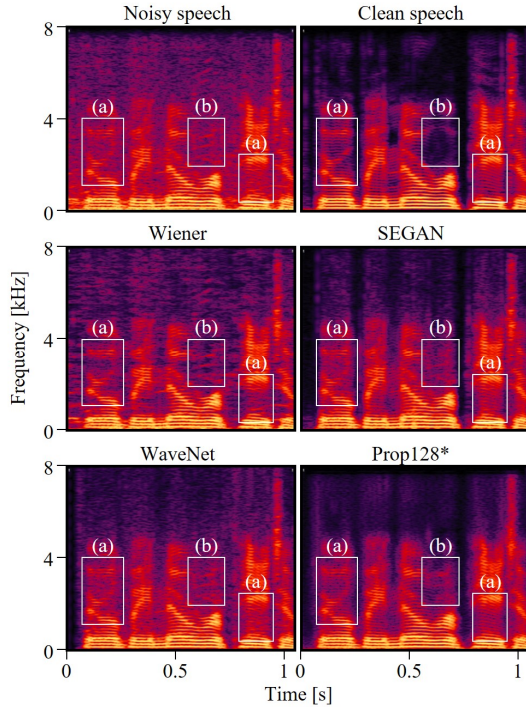 Noisy speech Clean speech
8
(a) (b) (a) (b)
4
(a) (a)
0
Wiener SEGAN
8
(a) (b) (a) (b)
4
(a) (a)
Frequency [kHz]
0
WaveNet Prop128*
8
(a) (b) (a) (b)
4
(a) (a)
0
0 0.5 1 0 0.5 1
Time [s]